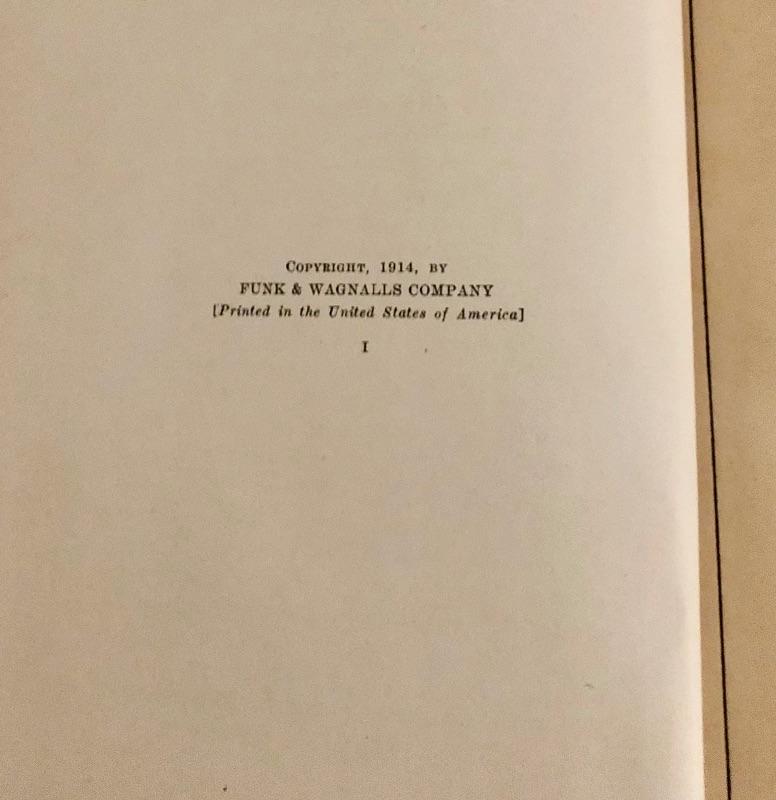 COPYRIGHT, 1914, BY
FUNK & WAGNALLS COMPANY
[Printed in the United States of America]
I